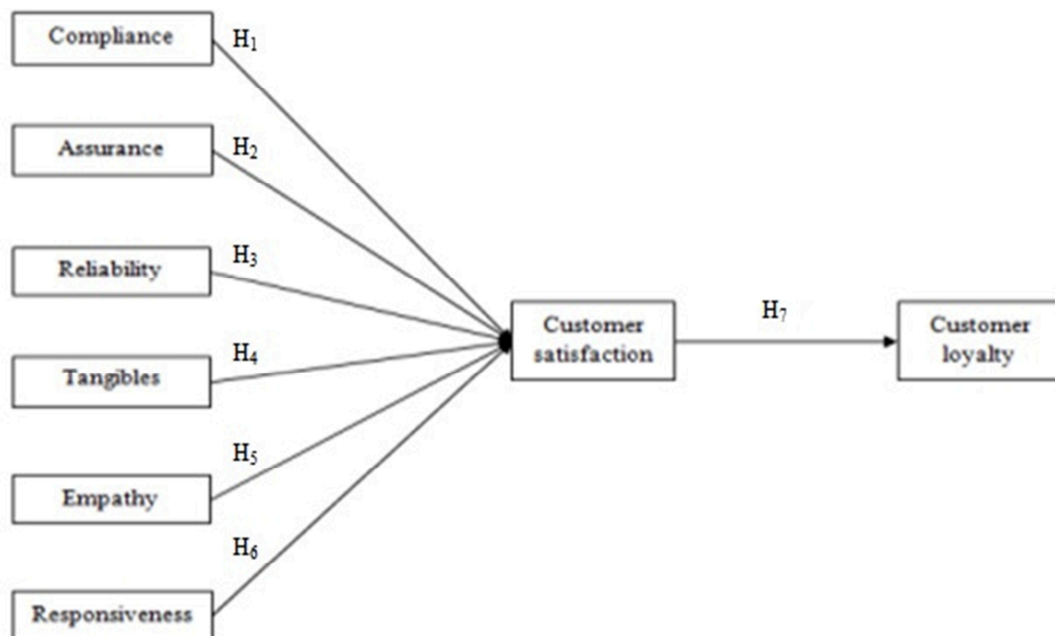 Compliance
H₁
Assurance
H₂
Reliability
H₃
Tangibles
H₄
Empathy
H₅
Responsiveness
H₆
Customer
satisfaction
H₇
Customer
loyalty